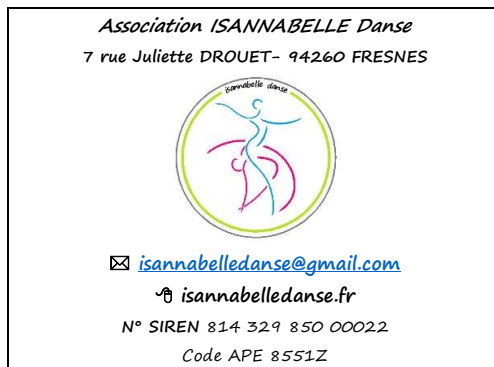 Association ISANNABELLE Danse
7 rue Juliette DROUET- 94260 FRESNES
isannabelle danse
isannabelledanse@gmail.com
isannabelledanse.fr
N° SIREN 814 329 850 00022
Code APE 8551Z